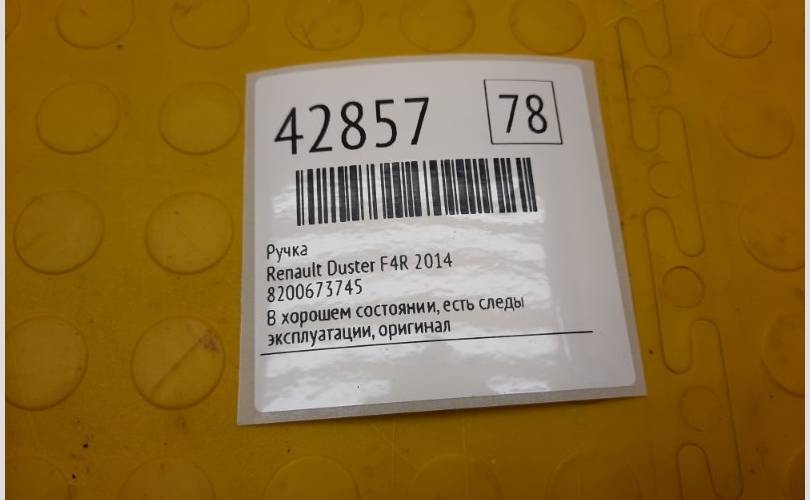 42857 78
Ручка
Renault Duster F4R 2014
8200673745
В хорошем состоянии, есть следы
эксплуатации, оригинал